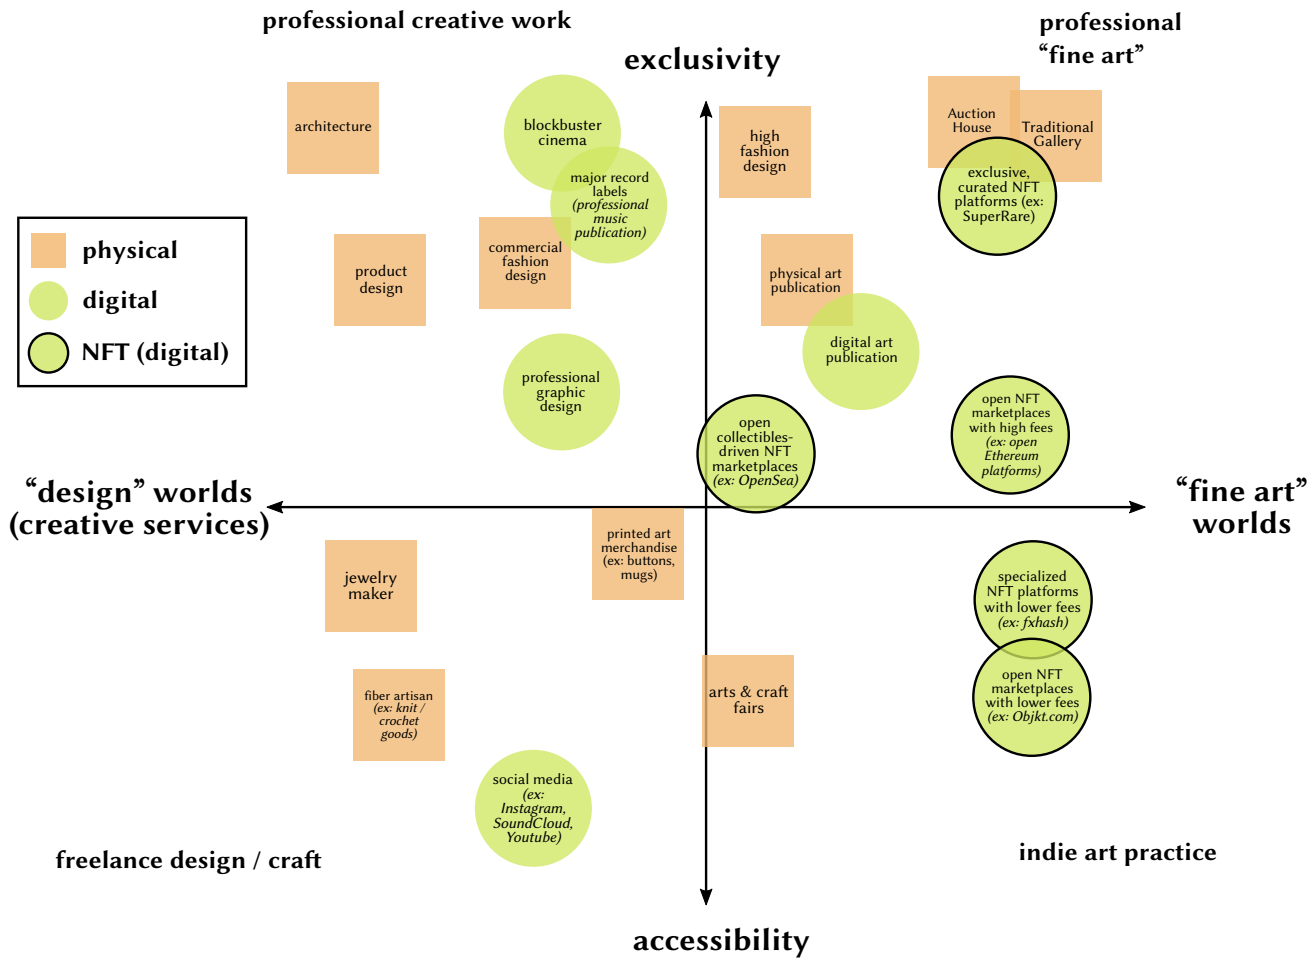 professional creative work
professional
“fine art”
exclusivity
architecture
blockbuster
cinema
major record
labels
(professional
music
publication)
high
fashion
design
Auction
House
Traditional
Gallery
exclusive,
curated NFT
platforms (ex:
SuperRare)
physical
digital
NFT (digital)
product
design
commercial
fashion
design
physical art
publication
digital art
publication
professional
graphic
design
open
collectibles-
driven NFT
marketplaces
(ex: OpenSea)
open NFT
marketplaces
with high fees
(ex: open
Ethereum
platforms)
“design” worlds
(creative services)
“fine art”
worlds
printed art
merchandise
(ex: buttons,
mugs)
jewelry
maker
specialized
NFT platforms
with lower fees
(ex: fxhash)
fiber artisan
(ex: knit /
crochet
goods)
arts & craft
fairs
open NFT
marketplaces
with lower fees
(ex: Objkt.com)
social media
(ex:
Instagram,
SoundCloud,
Youtube)
freelance design / craft
indie art practice
accessibility